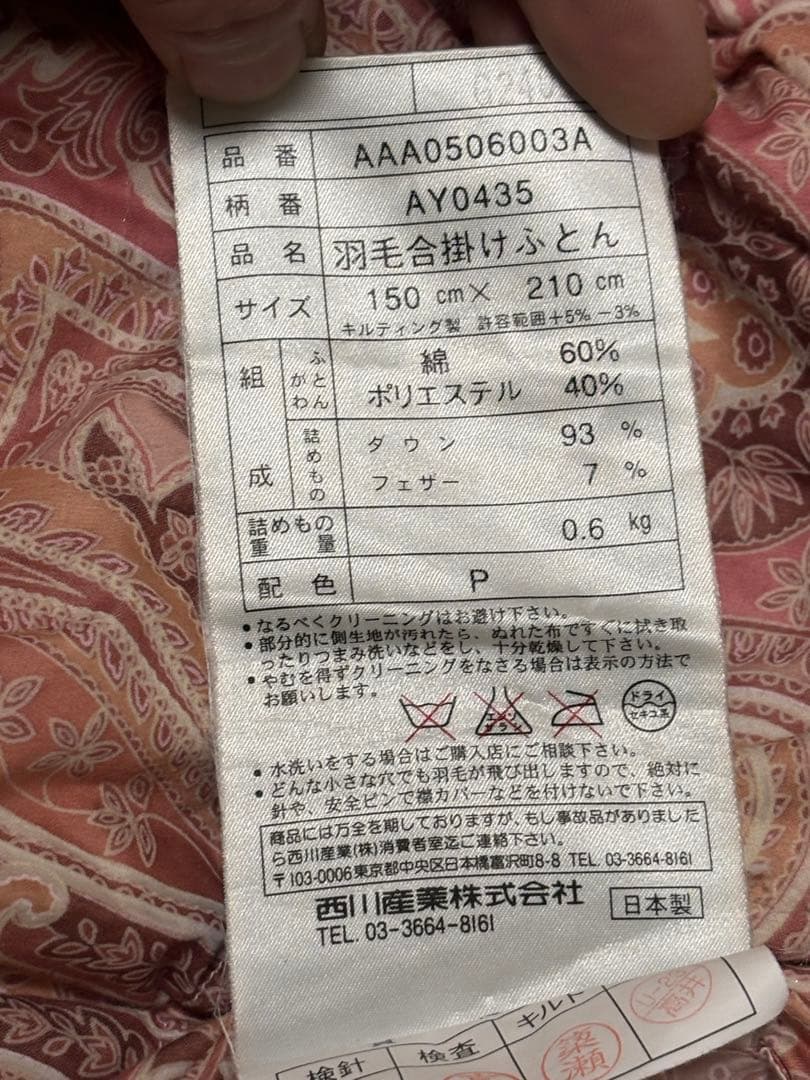 品番 AAA0506003A
柄番 AY0435
品名 羽毛合掛けふとん
サイズ 150 cm× 210 cm
キルティング製 許容範囲+5% -3%
組成 ふとんがわ 綿 60%
ポリエステル 40%
詰めもの ダウン 93 %
フェザー 7 %
詰めもの重量 0.6 kg
配色 P
•なるべくクリーニングはお避け下さい。
•部分的に側生地が汚れたら、ぬれた布ですぐに拭き取
ったりつまみ洗いなどをし、十分乾燥して下さい。
•やむを得ずクリーニングをなさる場合は表示の方法で
お願いします。
エンソサラシ
ドライ
セキユ系
•水洗いをする場合はご購入店にご相談下さい。
•どんな小さな穴でも羽毛が飛び出しますので、絶対に
針や、安全ピンで襟カバーなどを付けないで下さい。
商品には万全を期しておりますが、もし事故品がありました
ら西川産業(株)消費者室迄ご連絡下さい。
〒103-0006東京都中央区日本橋富沢町8-8 TEL. 03-3664-8161
西川産業株式会社
日本製
TEL. 03-3664-8161
検針 検査 キルト
梁瀬
高井